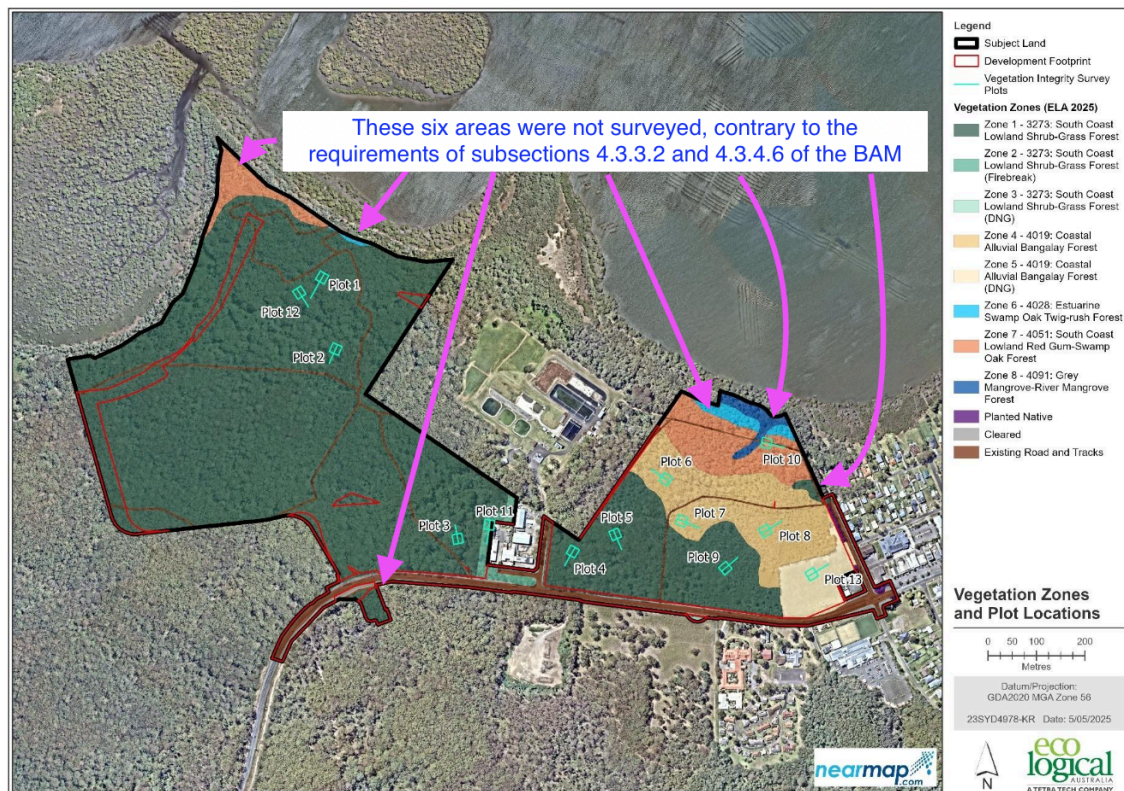 These six areas were not surveyed, contrary to the
requirements of subsections 4.3.3.2 and 4.3.4.6 of the BAM
Plot 1
Plot 12
Plot 2
Plot 3
Plot 11
Plot 4
Plot 5
Plot 6
Plot 7
Plot 8
Plot 9
Plot 10
Plot 13
nearmap
.com
Legend
Subject Land
Development Footprint
Vegetation Integrity Survey
Plots
Vegetation Zones (ELA 2025)
Zone 1 - 3273: South Coast
Lowland Shrub-Grass Forest
Zone 2 - 3273: South Coast
Lowland Shrub-Grass Forest
(Firebreak)
Zone 3 - 3273: South Coast
Lowland Shrub-Grass Forest
(DNG)
Zone 4 - 4019: Coastal
Alluvial Bangalay Forest
Zone 5 - 4019: Coastal
Alluvial Bangalay Forest
(DNG)
Zone 6 - 4028: Estuarine
Swamp Oak Twig-rush Forest
Zone 7 - 4051: South Coast
Lowland Red Gum-Swamp
Oak Forest
Zone 8 - 4091: Grey
Mangrove-River Mangrove
Forest
Planted Native
Cleared
Existing Road and Tracks
Vegetation Zones
and Plot Locations
0 50 100 200
Metres
Datum/Projection:
GDA2020 MGA Zone 56
23SYD4978-KR Date: 5/05/2025
N
eco
logical
AUSTRALIA
A TETRA TECH COMPANY